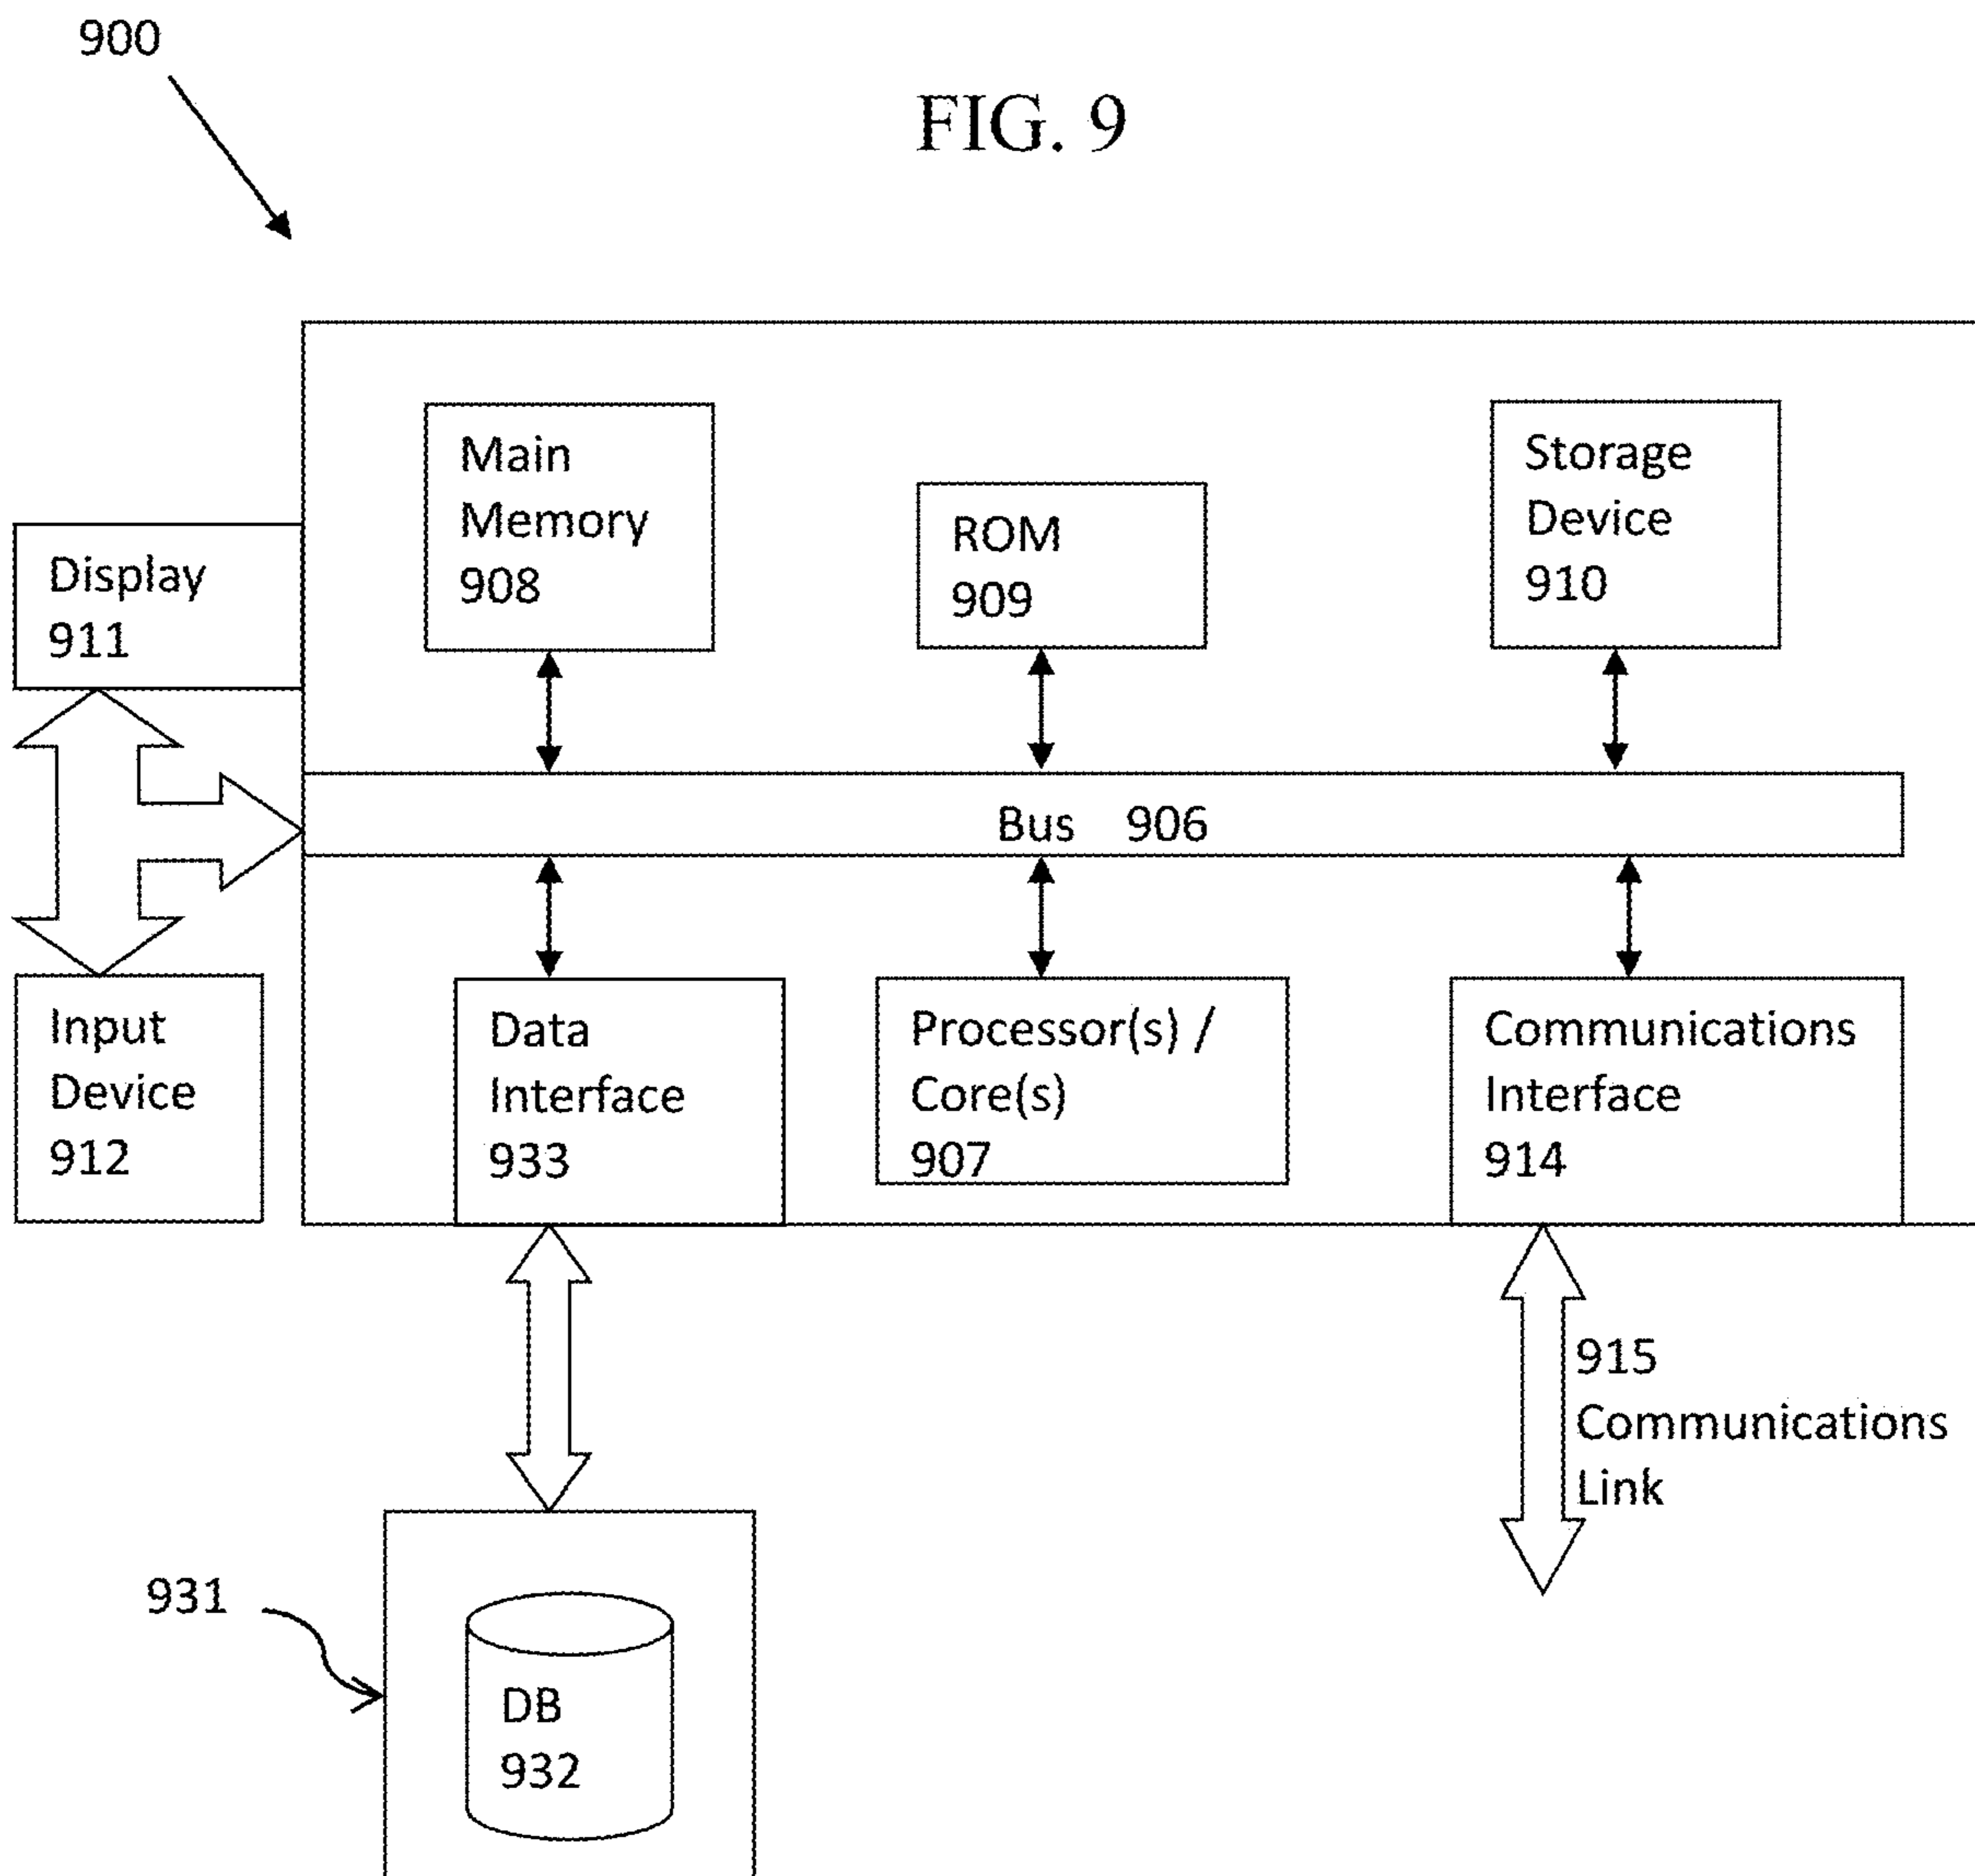 900
FIG. 9
Main
Memory
908
ROM
909
Storage
Device
910
Display
911
Bus 906
Input
Device
912
Data
Interface
933
Processor(s) /
Core(s)
907
Communications
Interface
914
915
Communications
Link
931
DB
932